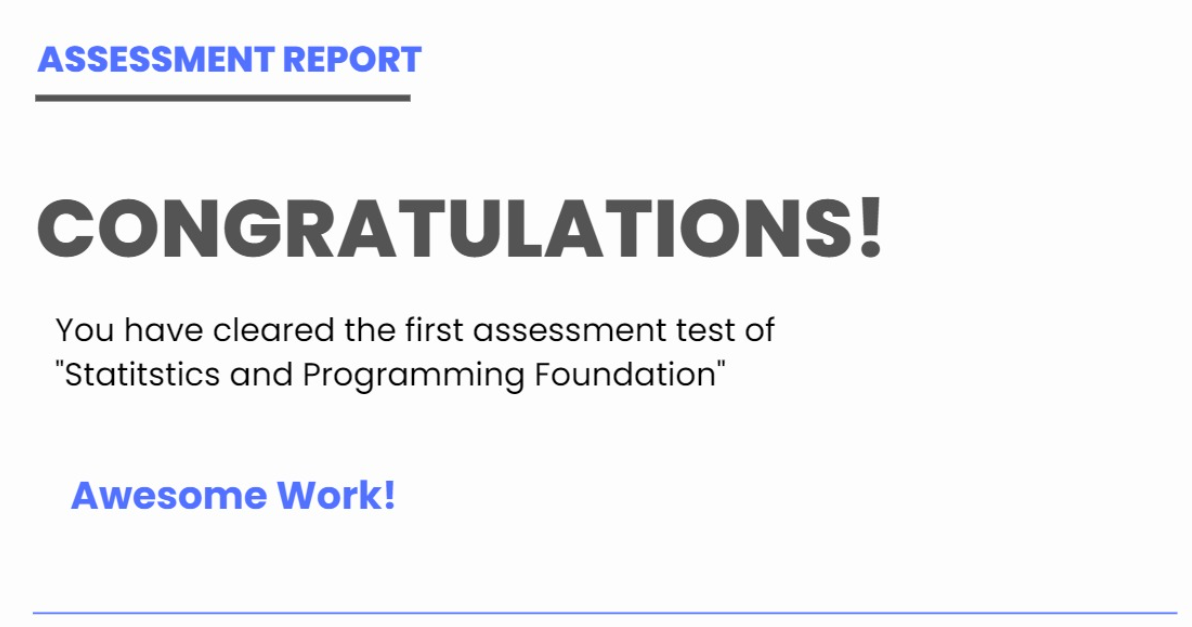 ASSESSMENT REPORT
CONGRATULATIONS!
You have cleared the first assessment test of
"Statitstics and Programming Foundation"
Awesome Work!